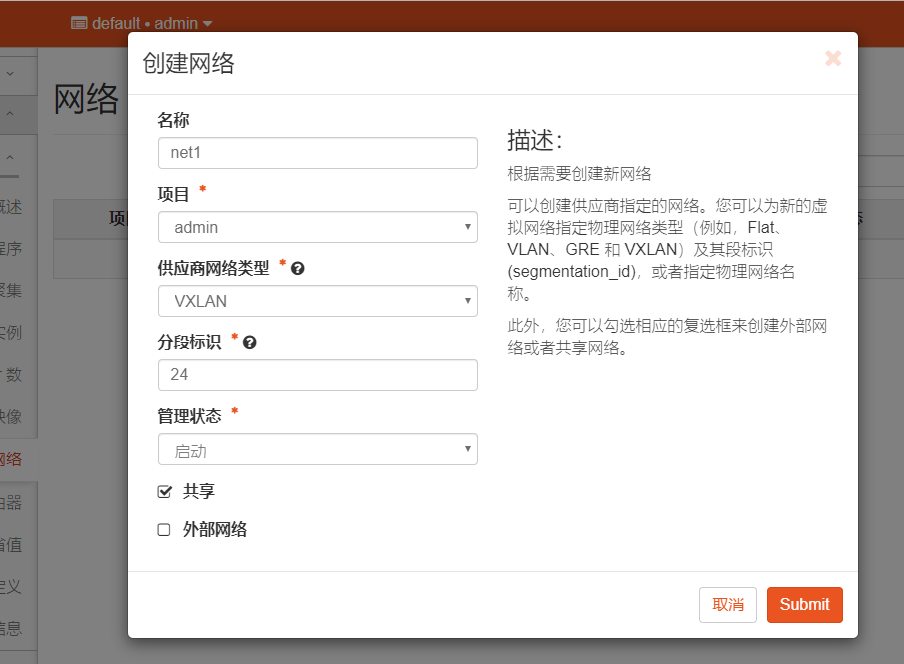 default • admin
创建网络
网络
名称
net1
项目 *
admin
供应商网络类型 *
VXLAN
分段标识 *
24
管理状态 *
启动
共享
外部网络
描述：
根据需要创建新网络
可以创建供应商指定的网络。您可以为新的虚
拟网络指定物理网络类型（例如，Flat、
VLAN、GRE 和 VXLAN）及其段标识
(segmentation_id)，或者指定物理网络名
称。
此外，您可以勾选相应的复选框来创建外部网
络或者共享网络。
取消
Submit
概述
程序
聚集
实例
数
映像
网络
由器
省值
定义
信息